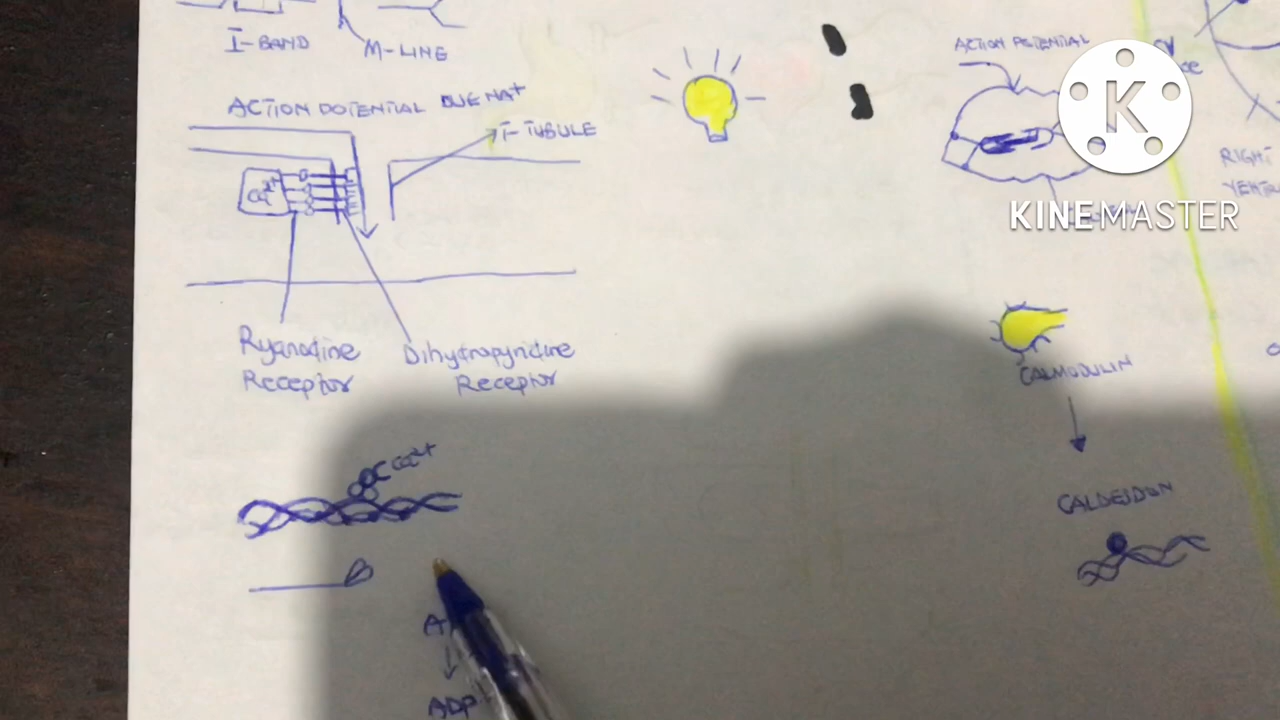 I-BAND
M-LINE
ACTION POTENTIAL DUE NA+
T-TUBULE
Ca2+
Ryanodine
Receptor
Dihydropyridine
Receptor
Ca2+
ADP
ACTION POTENTIAL
KINEMASTER
RIGHT
CALMODULIN
CALDESDON